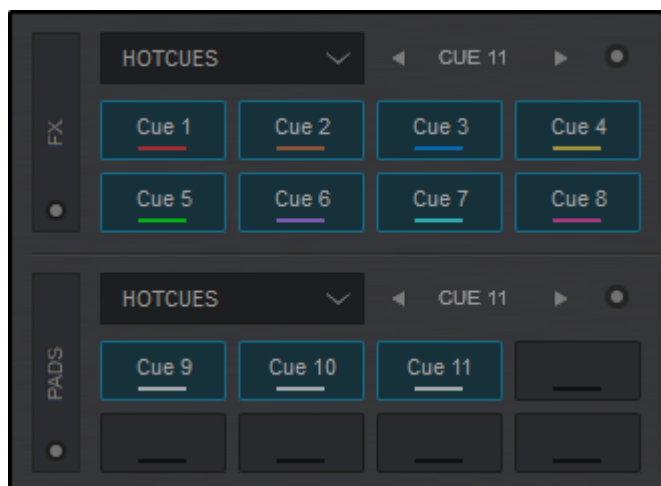 HOTCUES CUE 11
FX
Cue 1 Cue 2 Cue 3 Cue 4
Cue 5 Cue 6 Cue 7 Cue 8
HOTCUES CUE 11
PADS
Cue 9 Cue 10 Cue 11